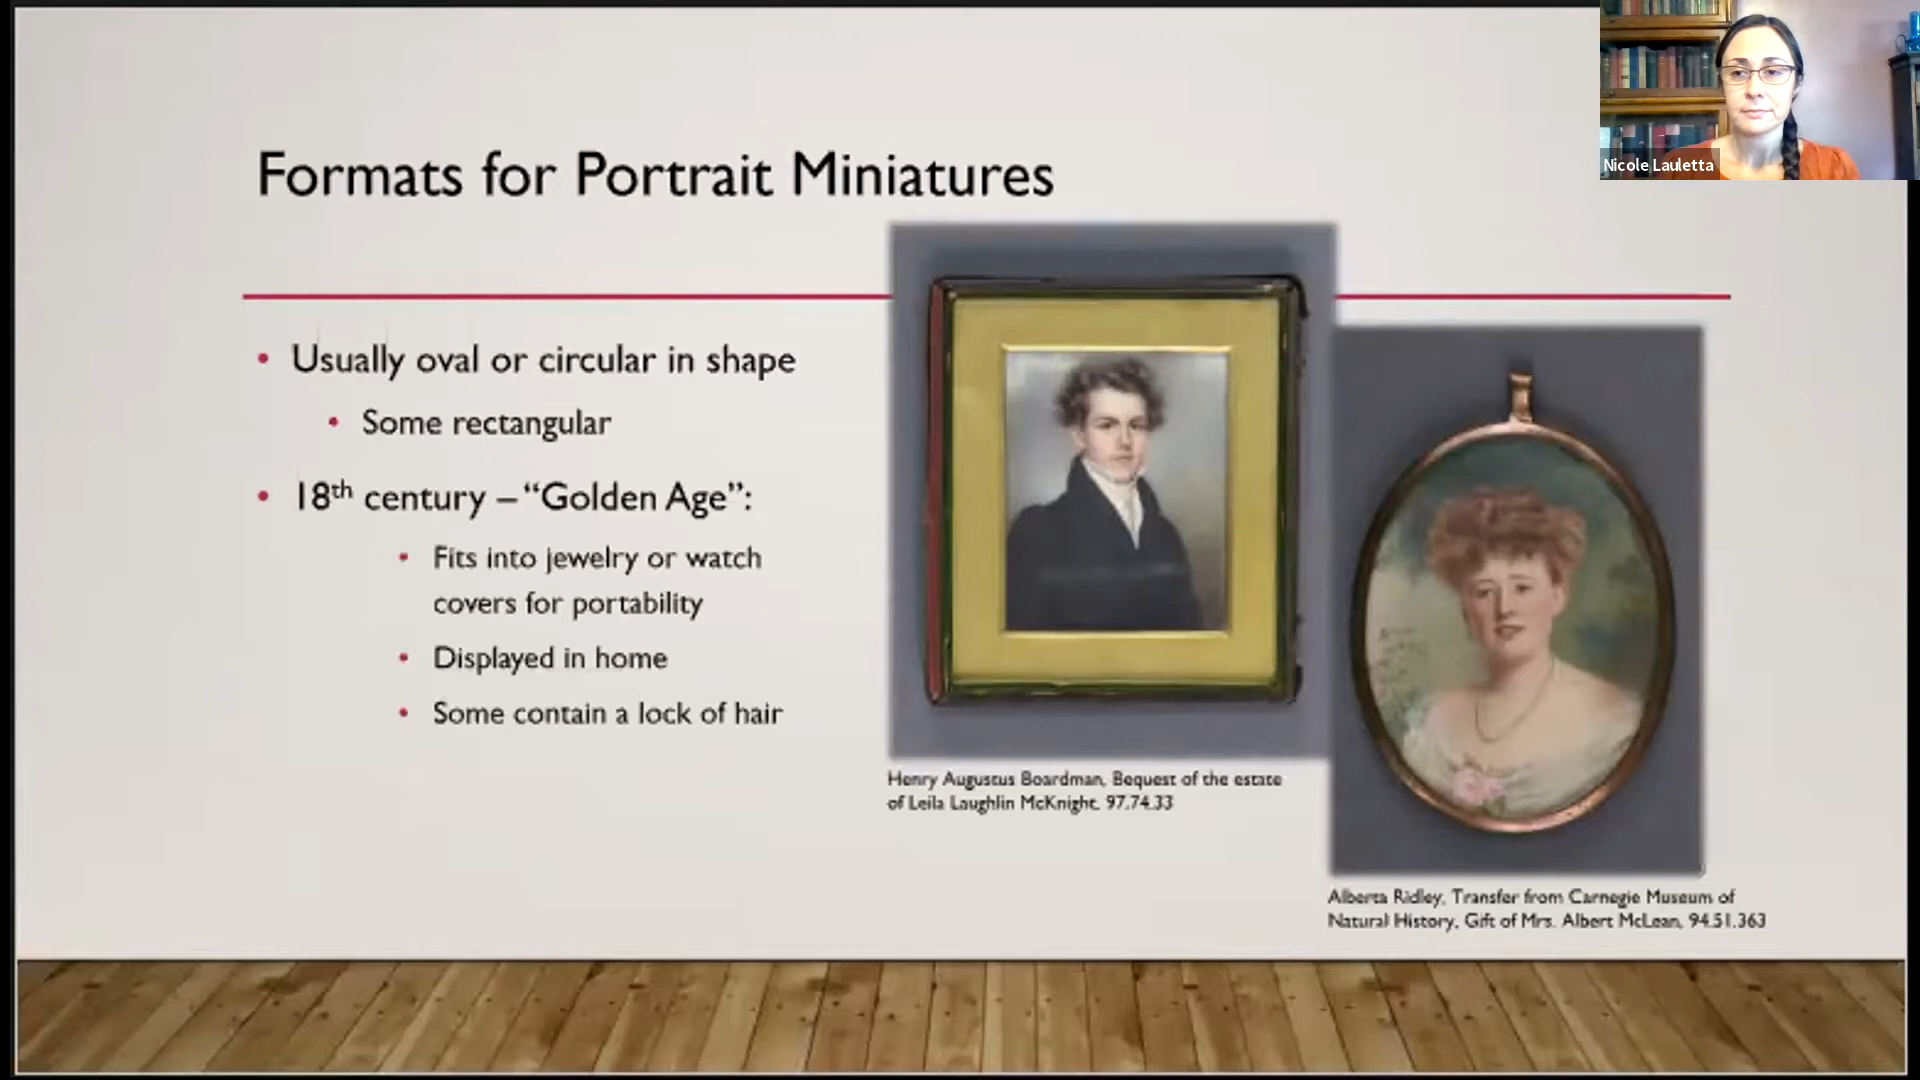 Nicole Lauletta
Formats for Portrait Miniatures
• Usually oval or circular in shape
• Some rectangular
• 18th century – “Golden Age”:
• Fits into jewelry or watch
covers for portability
• Displayed in home
• Some contain a lock of hair
Henry Augustus Boardman, Bequest of the estate
of Leila Laughlin McKnight, 97.74.33
Alberta Ridley, Transfer from Carnegie Museum of
Natural History, Gift of Mrs. Albert McLean, 94.51.363